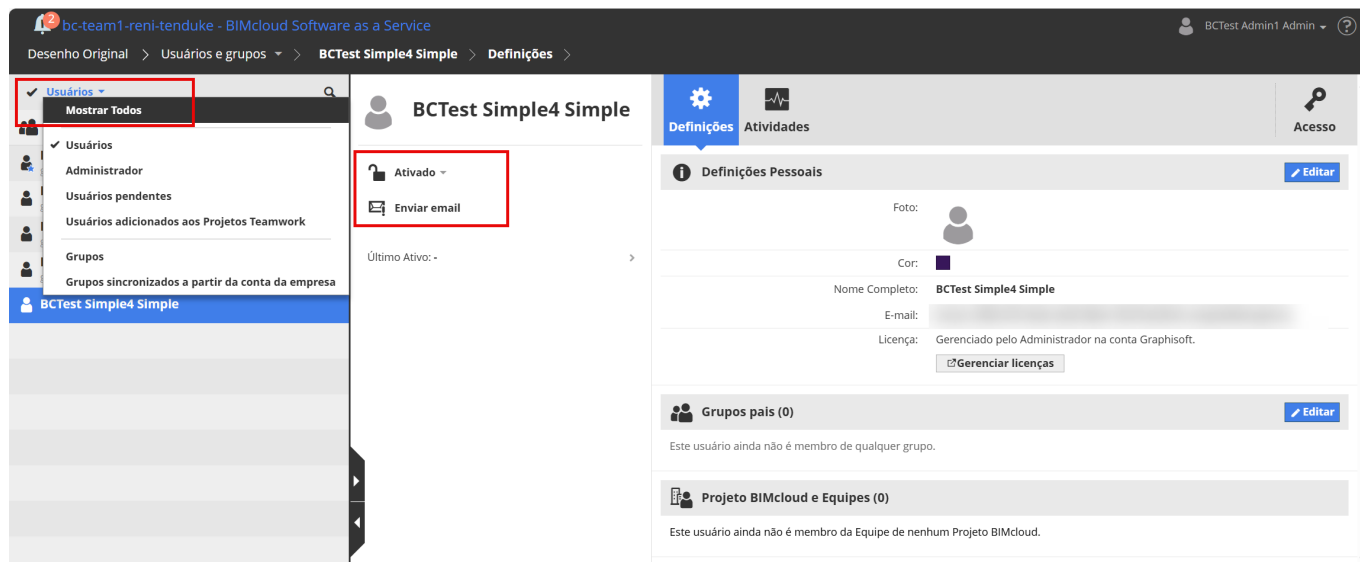 2
bc-team1-reni-tenduke - BIMcloud Software as a Service
BCTest Admin1 Admin
?
Desenho Original > Usuários e grupos > BCTest Simple4 Simple > Definições >
Usuários
Mostrar Todos
Usuários
Administrador
Usuários pendentes
Usuários adicionados aos Projetos Teamwork
Grupos
Grupos sincronizados a partir da conta da empresa
BCTest Simple4 Simple
BCTest Simple4 Simple
Ativado
Enviar email
Último Ativo: -
Definições
Atividades
Acesso
Definições Pessoais
Editar
Foto:
Cor:
Nome Completo: BCTest Simple4 Simple
E-mail:
Licença: Gerenciado pelo Administrador na conta Graphisoft.
Gerenciar licenças
Grupos pais (0)
Editar
Este usuário ainda não é membro de qualquer grupo.
Projeto BIMcloud e Equipes (0)
Este usuário ainda não é membro da Equipe de nenhum Projeto BIMcloud.